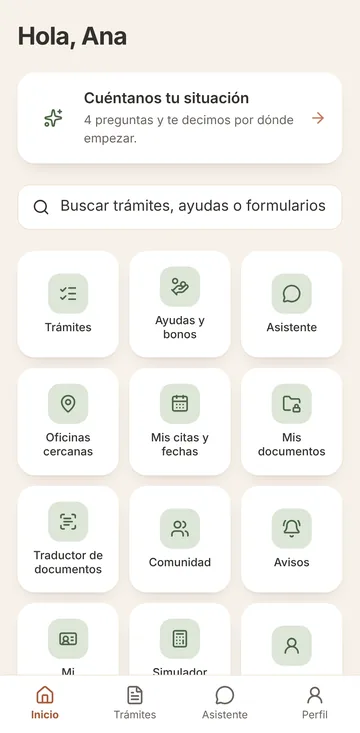 Hola, Ana
Cuéntanos tu situación
4 preguntas y te decimos por dónde
empezar.
Buscar trámites, ayudas o formularios
Trámites
Ayudas y
bonos
Asistente
Oficinas
cercanas
Mis citas y
fechas
Mis
documentos
Traductor de
documentos
Comunidad
Avisos
Mi
Simulador
Inicio
Trámites
Asistente
Perfil